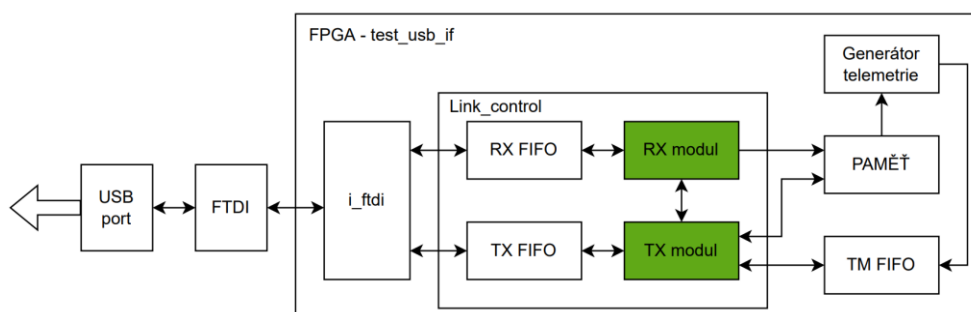 FPGA - test_usb_if
Generátor
telemetrie
Link_control
RX FIFO
RX modul
PAMĚŤ
USB
port
FTDI
i_ftdi
TX FIFO
TX modul
TM FIFO